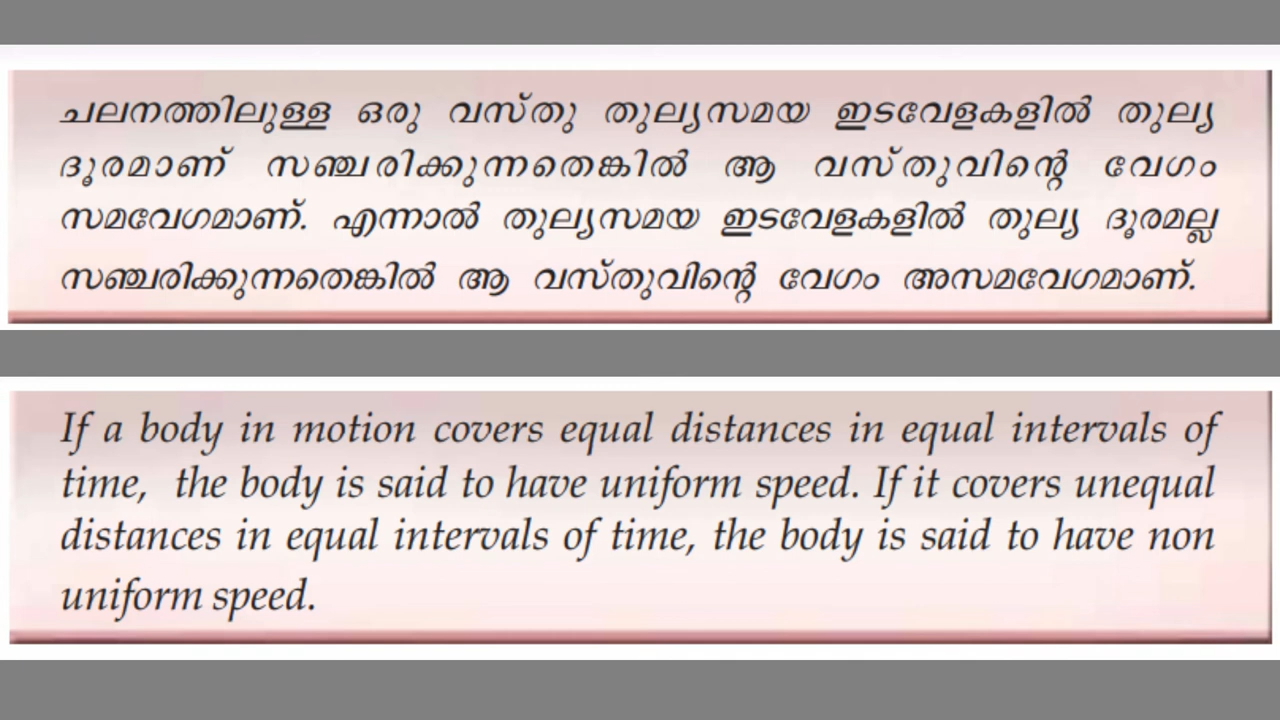 ചലനത്തിലുള്ള ഒരു വസ്തു തുല്യസമയ ഇടവേളകളിൽ തുല്യ
ദൂരമാണ് സഞ്ചരിക്കുന്നതെങ്കിൽ ആ വസ്തുവിന്റെ വേഗം
സമവേഗമാണ്. എന്നാൽ തുല്യസമയ ഇടവേളകളിൽ തുല്യ ദൂരമല്ല
സഞ്ചരിക്കുന്നതെങ്കിൽ ആ വസ്തുവിന്റെ വേഗം അസമവേഗമാണ്.
If a body in motion covers equal distances in equal intervals of
time, the body is said to have uniform speed. If it covers unequal
distances in equal intervals of time, the body is said to have non
uniform speed.